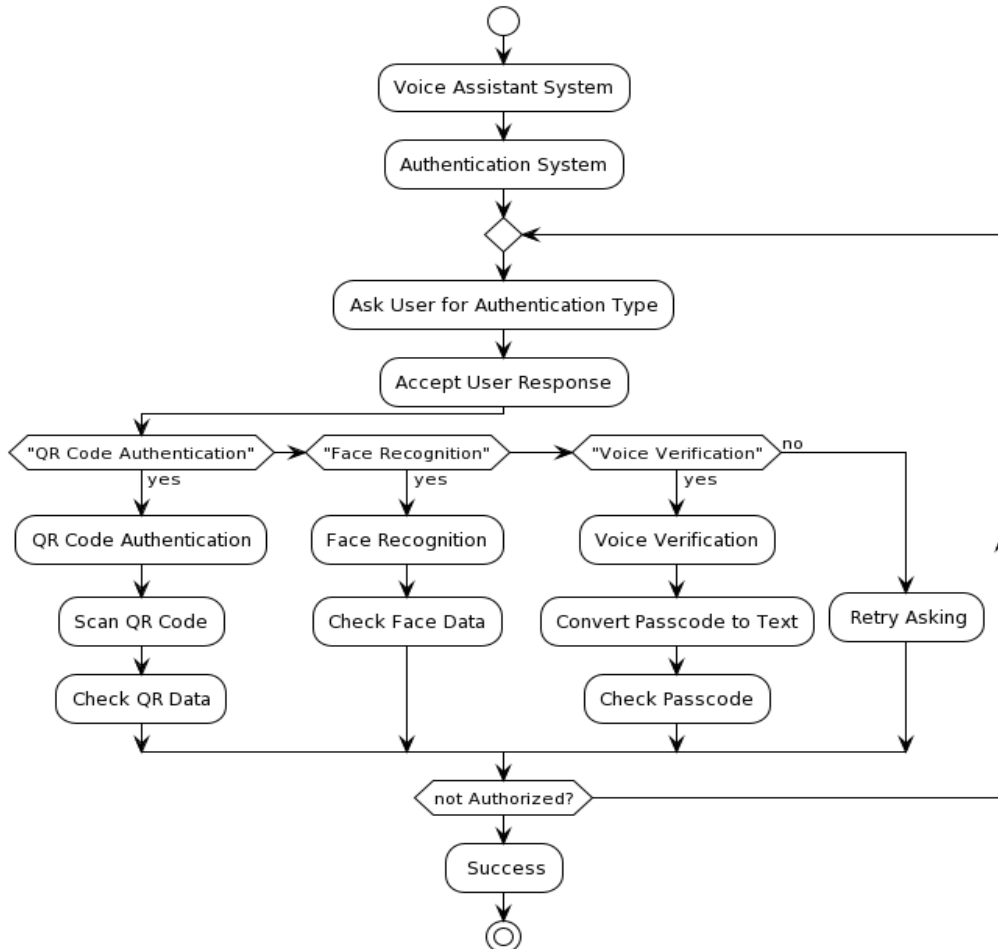 Voice Assistant System
Authentication System
Ask User for Authentication Type
Accept User Response
"QR Code Authentication"
"Face Recognition"
"Voice Verification"
no
yes
yes
yes
QR Code Authentication
Face Recognition
Voice Verification
Scan QR Code
Check Face Data
Convert Passcode to Text
Retry Asking
Check QR Data
Check Passcode
not Authorized?
Success